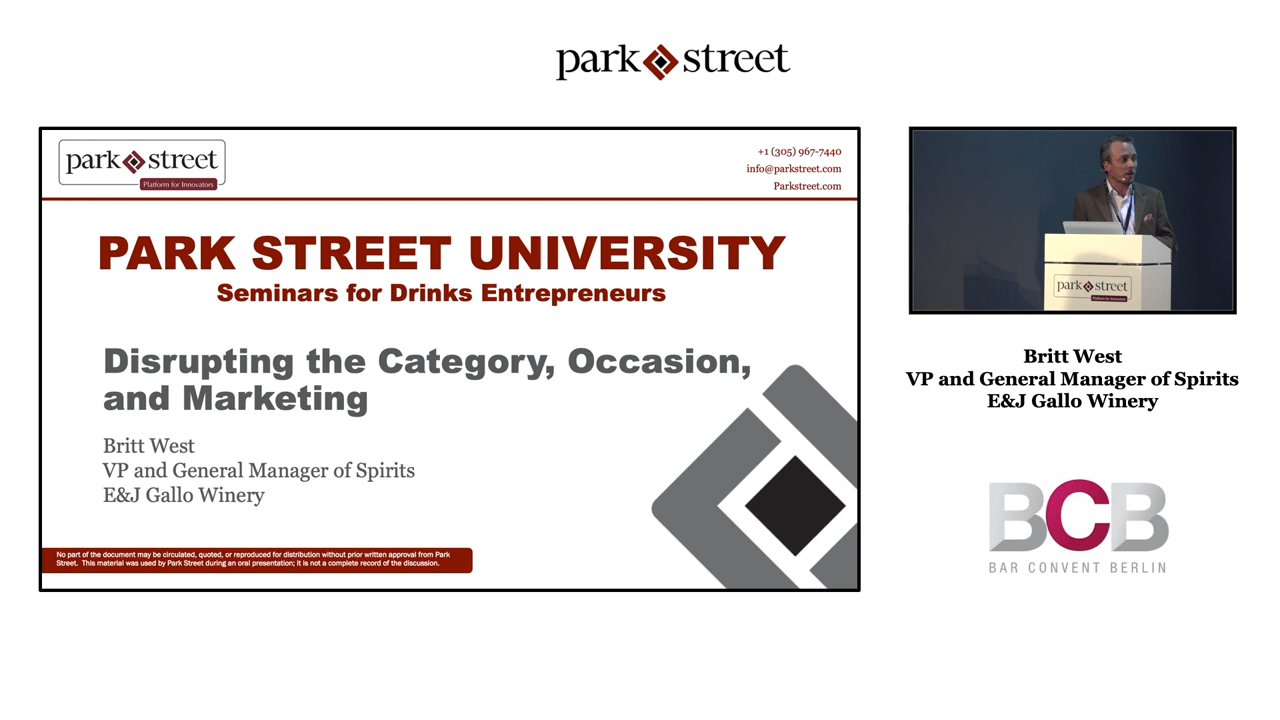 park street
park street
Platform for Innovators
+1 (305) 967-7440
info@parkstreet.com
Parkstreet.com
PARK STREET UNIVERSITY
Seminars for Drinks Entrepreneurs
Disrupting the Category, Occasion,
and Marketing
Britt West
VP and General Manager of Spirits
E&J Gallo Winery
No part of the document may be circulated, quoted, or reproduced for distribution without prior written approval from Park
Street. This material was used by Park Street during an oral presentation; it is not a complete record of the discussion.
park street
Platform for Innovators
Britt West
VP and General Manager of Spirits
E&J Gallo Winery
BCB
BAR CONVENT BERLIN